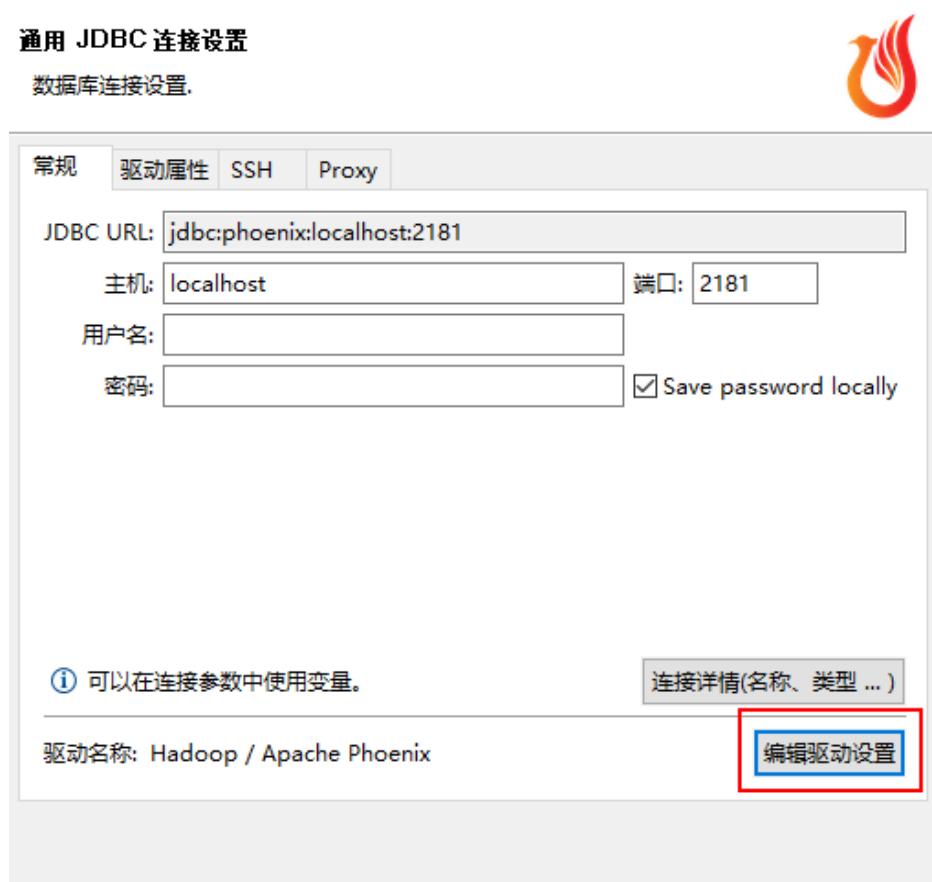 通用 JDBC 连接设置
数据库连接设置.
常规 驱动属性 SSH Proxy
JDBC URL: jdbc:phoenix:localhost:2181
主机: localhost 端口: 2181
用户名:
密码: Save password locally
可以在连接参数中使用变量。 连接详情(名称、类型 ... )
驱动名称: Hadoop / Apache Phoenix 编辑驱动设置